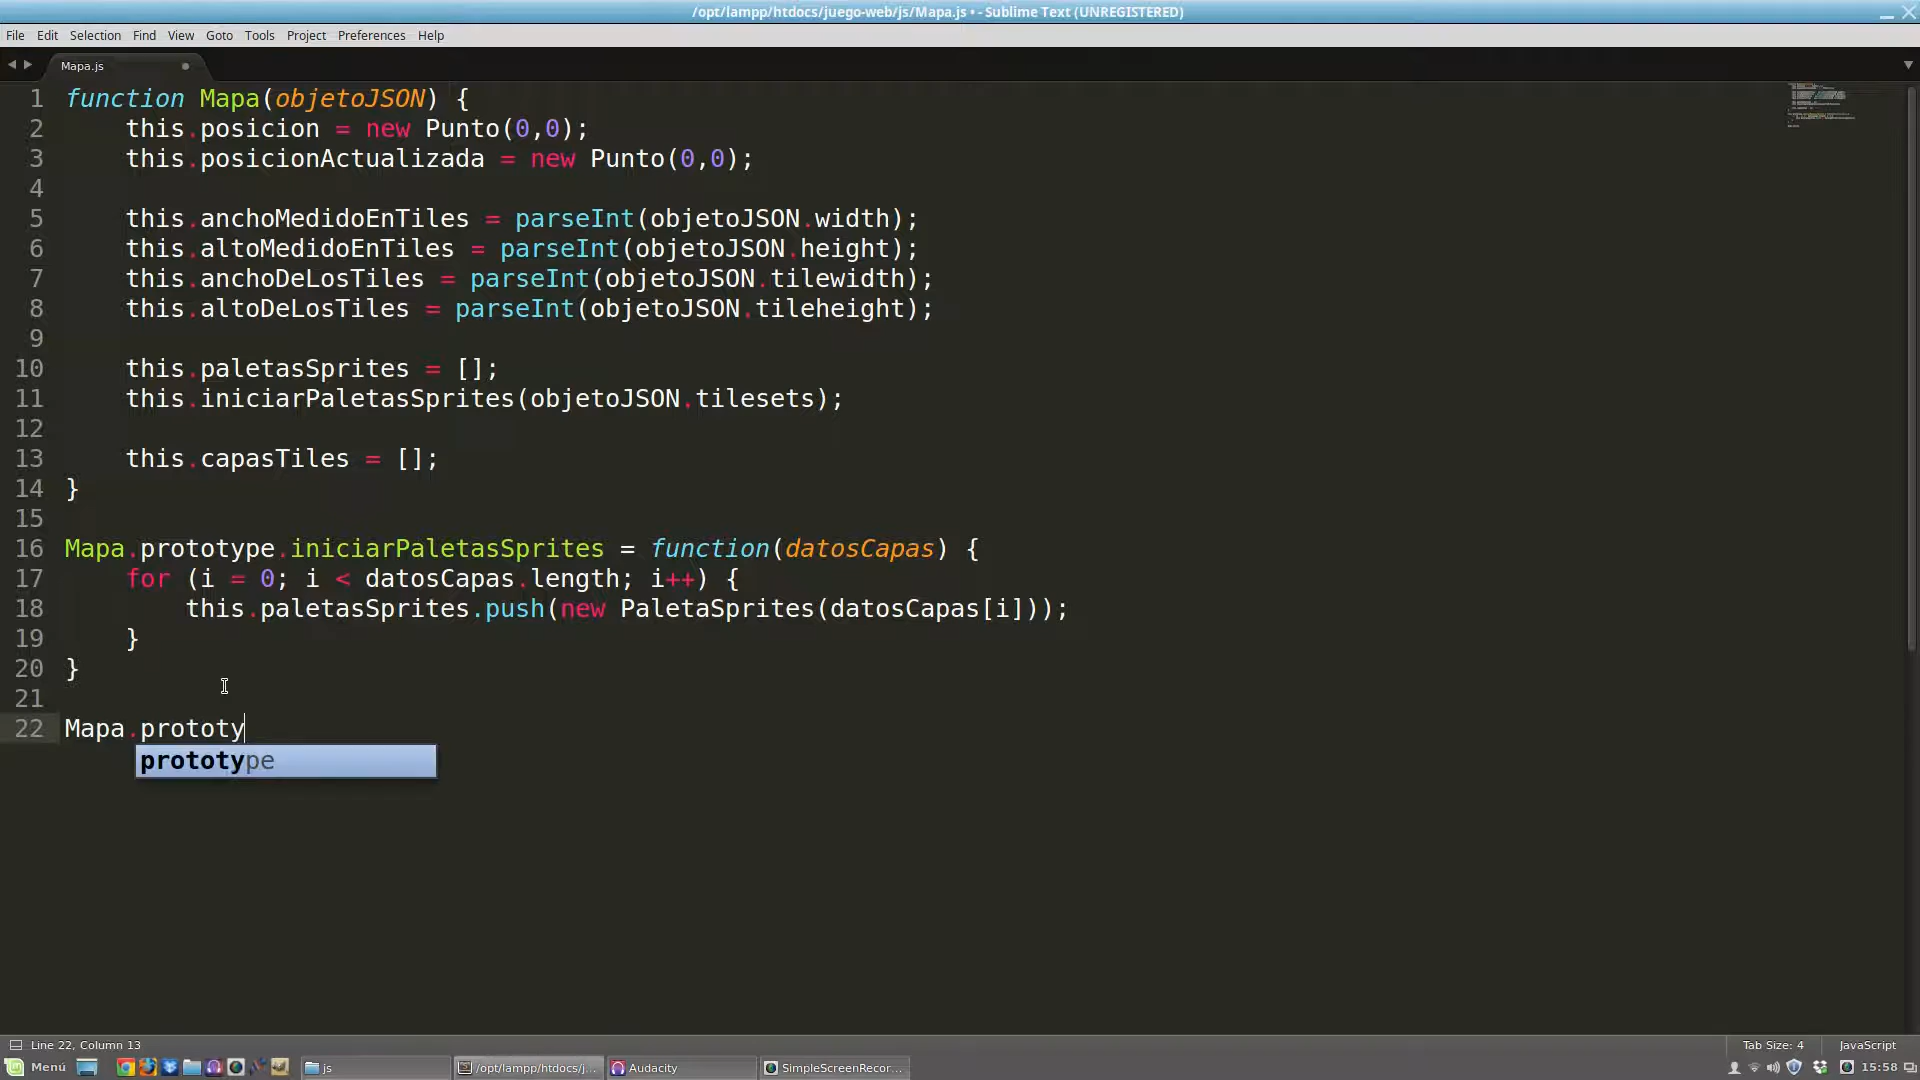 /opt/lampp/htdocs/juego-web/js/Mapa.js • - Sublime Text (UNREGISTERED)
File Edit Selection Find View Goto Tools Project Preferences Help
Mapa.js
1 function Mapa(objetoJSON) {
2 this.posicion = new Punto(0,0);
3 this.posicionActualizada = new Punto(0,0);
4
5 this.anchoMedidoEnTiles = parseInt(objetoJSON.width);
6 this.altoMedidoEnTiles = parseInt(objetoJSON.height);
7 this.anchoDeLosTiles = parseInt(objetoJSON.tilewidth);
8 this.altoDeLosTiles = parseInt(objetoJSON.tileheight);
9
10 this.paletasSprites = [];
11 this.iniciarPaletasSprites(objetoJSON.tilesets);
12
13 this.capasTiles = [];
14 }
15
16 Mapa.prototype.iniciarPaletasSprites = function(datosCapas) {
17 for (i = 0; i < datosCapas.length; i++) {
18 this.paletasSprites.push(new PaletaSprites(datosCapas[i]));
19 }
20 }
21
22 Mapa.prototy
prototype
Line 22, Column 13 Tab Size: 4 JavaScript
Menú js /opt/lampp/htdocs/j... Audacity SimpleScreenRecor... 15:58